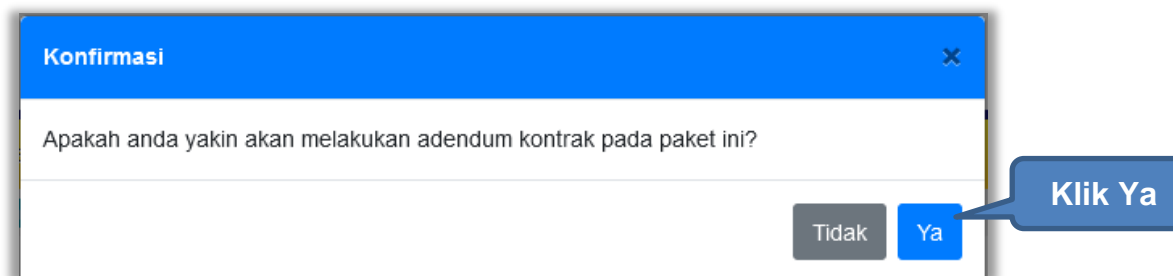 Konfirmasi
Apakah anda yakin akan melakukan adendum kontrak pada paket ini?
Tidak
Ya
Klik Ya